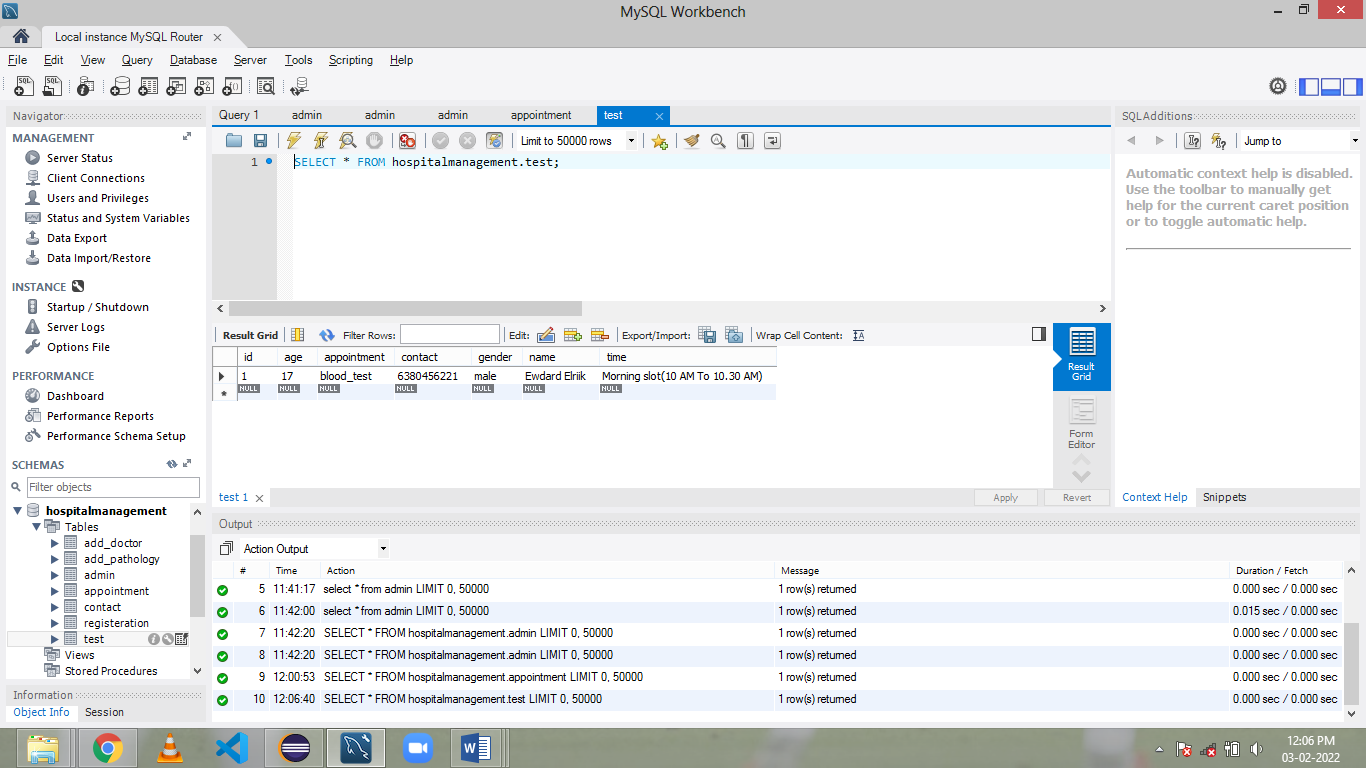 MySQL Workbench
Local instance MySQL Router
File Edit View Query Database Server Tools Scripting Help
Navigator
MANAGEMENT
Server Status
Client Connections
Users and Privileges
Status and System Variables
Data Export
Data Import/Restore
INSTANCE
Startup / Shutdown
Server Logs
Options File
PERFORMANCE
Dashboard
Performance Reports
Performance Schema Setup
SCHEMAS
Filter objects
hospitalmanagement
Tables
add_doctor
add_pathology
admin
appointment
contact
registeration
test
Views
Stored Procedures
Information
Object Info Session
Query 1 admin admin admin appointment test
Limit to 50000 rows
1 SELECT * FROM hospitalmanagement.test;
Result Grid Filter Rows: Edit: Export/Import: Wrap Cell Content:
id age appointment contact gender name time
1 17 blood_test 6380456221 male Ewdard Elriik Morning slot(10 AM To 10.30 AM)
NULL NULL NULL NULL NULL NULL NULL
Result Grid
Form Editor
test 1
Apply Revert
Output
Action Output
# Time Action Message Duration / Fetch
5 11:41:17 select * from admin LIMIT 0, 50000 1 row(s) returned 0.000 sec / 0.000 sec
6 11:42:00 select * from admin LIMIT 0, 50000 1 row(s) returned 0.015 sec / 0.000 sec
7 11:42:20 SELECT * FROM hospitalmanagement.admin LIMIT 0, 50000 1 row(s) returned 0.000 sec / 0.000 sec
8 11:42:20 SELECT * FROM hospitalmanagement.admin LIMIT 0, 50000 1 row(s) returned 0.000 sec / 0.000 sec
9 12:00:53 SELECT * FROM hospitalmanagement.appointment LIMIT 0, 50000 1 row(s) returned 0.000 sec / 0.000 sec
10 12:06:40 SELECT * FROM hospitalmanagement.test LIMIT 0, 50000 1 row(s) returned 0.000 sec / 0.000 sec
SQLAdditions
Jump to
Automatic context help is disabled.
Use the toolbar to manually get
help for the current caret position
or to toggle automatic help.
Context Help Snippets
12:06 PM
03-02-2022